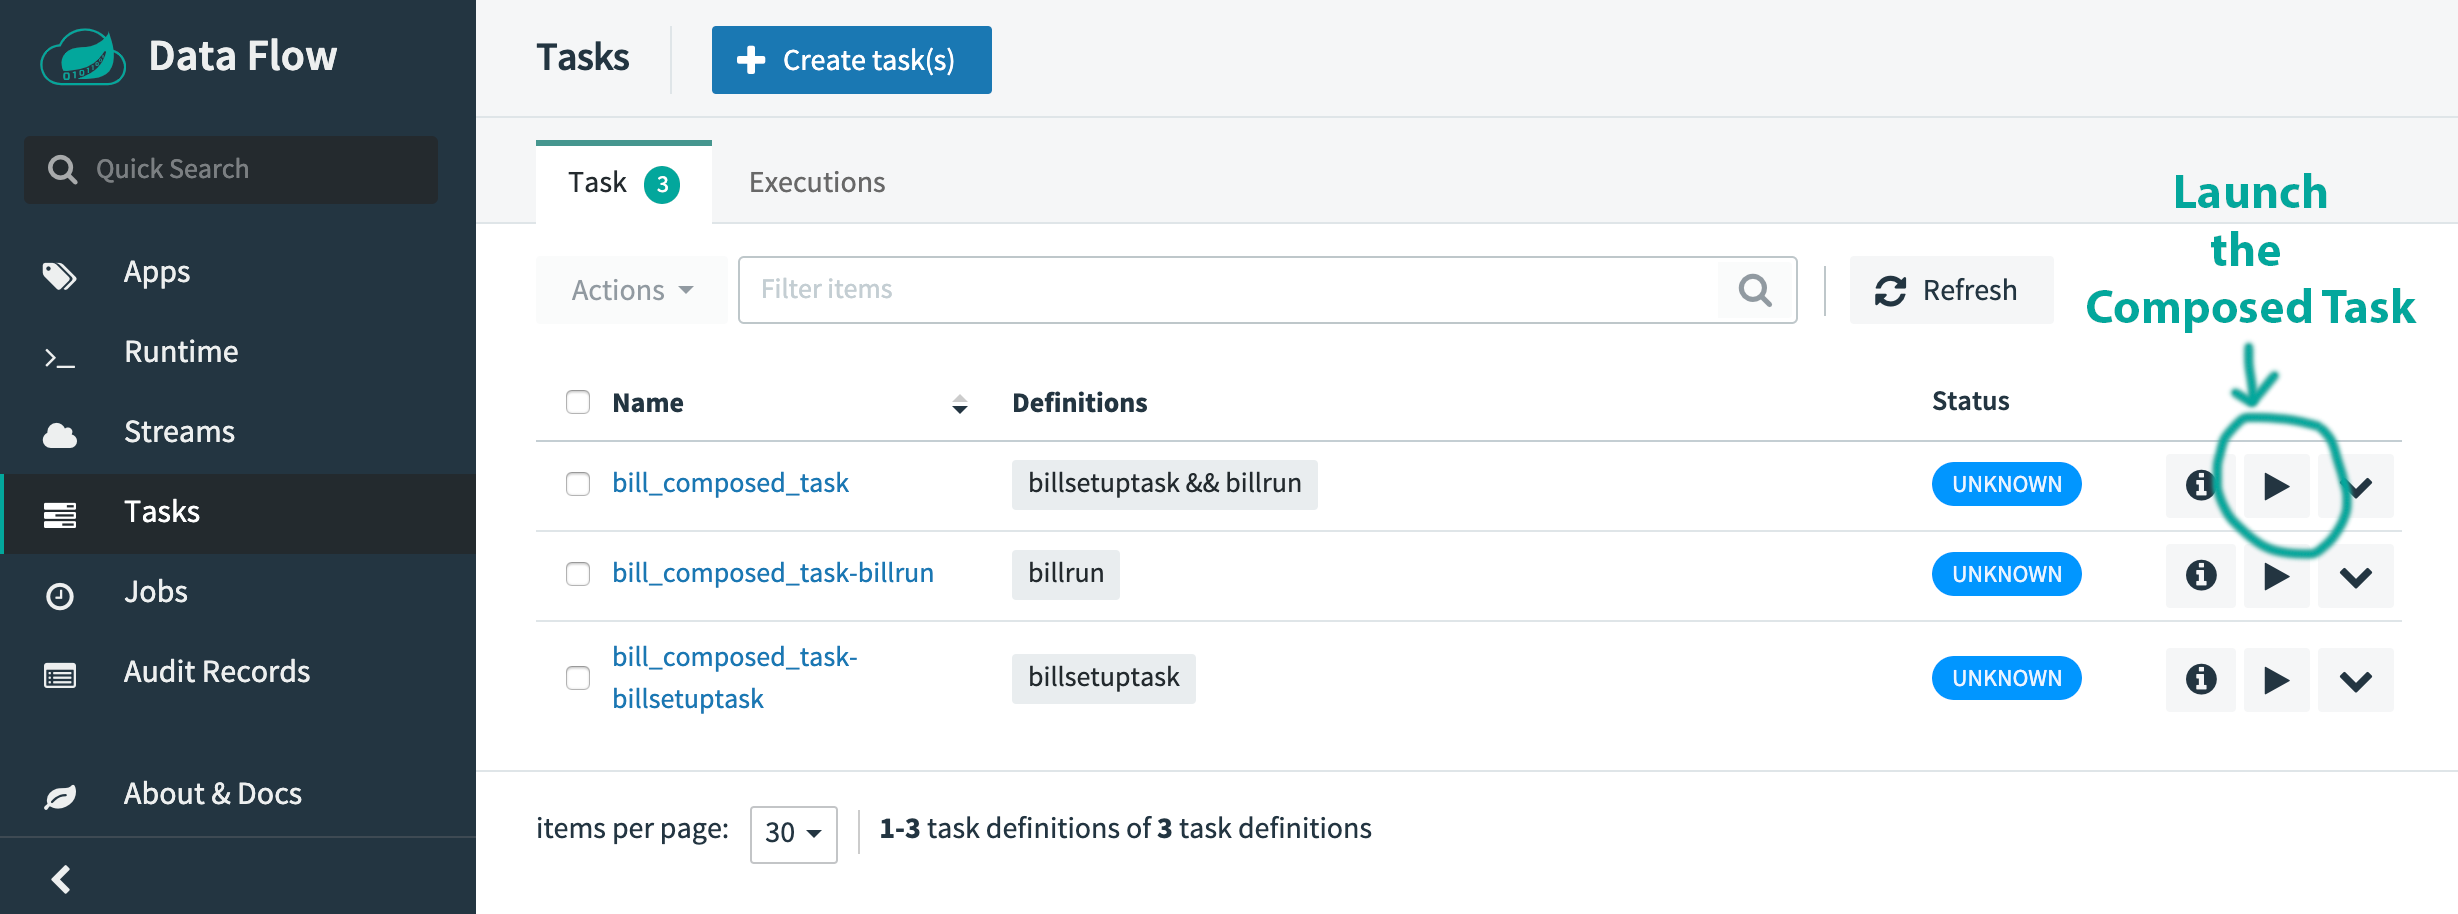 Data Flow
Quick Search
Apps
Runtime
Streams
Tasks
Jobs
Audit Records
About & Docs
Tasks
Create task(s)
Task 3
Executions
Launch
the
Composed Task
Actions
Filter items
Refresh
Name Definitions Status
bill_composed_task billsetuptask && billrun UNKNOWN
bill_composed_task-billrun billrun UNKNOWN
bill_composed_task-
billsetuptask billsetuptask UNKNOWN
items per page: 30 1-3 task definitions of 3 task definitions